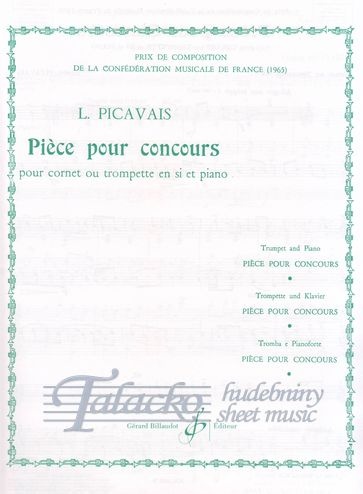 PRIX DE COMPOSITION
DE LA CONFÉDÉRATION MUSICALE DE FRANCE (1965)
L. PICAVAIS
Pièce pour concours
pour cornet ou trompette en si et piano
Trumpet and Piano
PIÈCE POUR CONCOURS
Trompette und Klavier
PIÈCE POUR CONCOURS
Tromba e Pianoforte
PIÈCE POUR CONCOURS
Talacko hudebniny
sheet music
Gérard Billaudot Éditeur